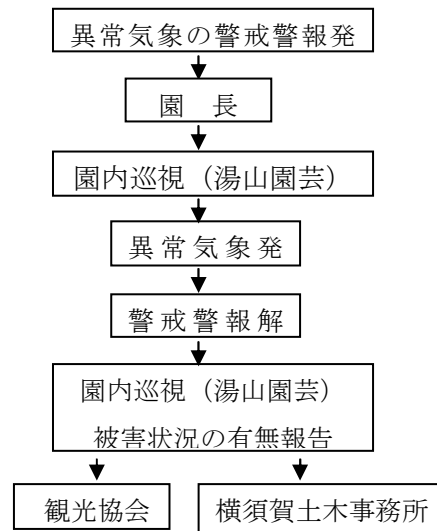 異常気象の警戒警報発
園　長
園内巡視（湯山園芸）
異常気象発
警戒警報解
園内巡視（湯山園芸）
被害状況の有無報告
観光協会
横須賀土木事務所